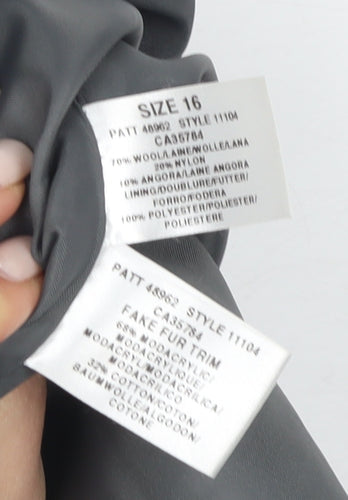 SIZE 16
PATT 48962 STYLE 11104
CA35784
70% WOOL/LAINE/WOLLE/LANA
20% NYLON
10% ANGORA/LAINE ANGORA
LINING/DOUBLURE/FUTTER/
FORRO/FODERA
100% POLYESTER/POLYESTER/
POLIESTERE
PATT 48962 STYLE 11104
CA35784
FAKE FUR TRIM
68% MODACRYLIC/
MODACRYLIQUE/
MODACRYL/MODACRILICA/
MODACRILICO
32% COTTON/COTON/
BAUMWOLLE/ALGODON/
COTONE